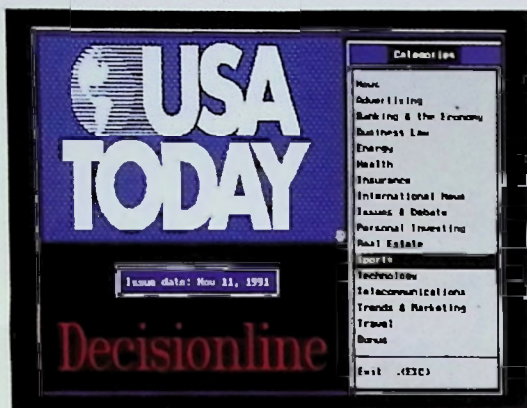 USA
TODAY
Issue date: Nov 11, 1991
Decisionline
Categories
News
Advertising
Banking & the Economy
Business Law
Energy
Health
Insurance
International News
Issues & Debate
Personal Investing
Real Estate
Sports
Technology
Telecommunications
Trends & Marketing
Travel
Bonus
Exit .(ESC)